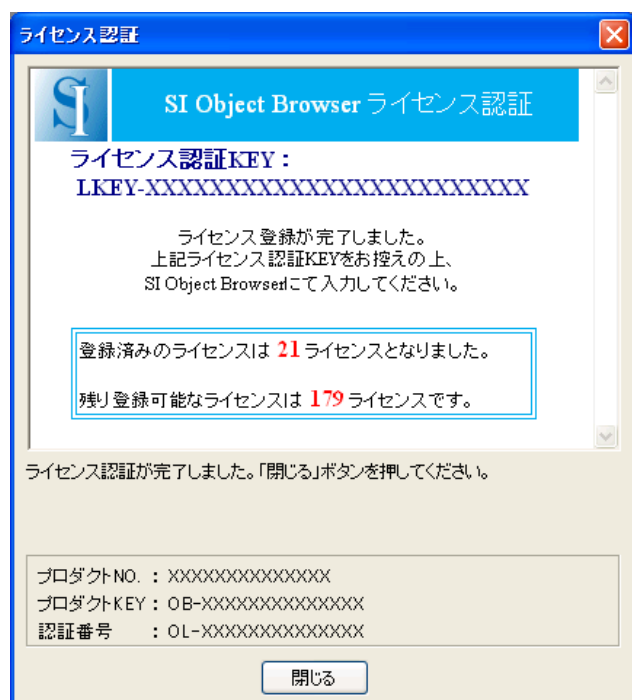 ライセンス認証
SI
SI Object Browser ライセンス認証
ライセンス認証KEY：
LKEY-XXXXXXXXXXXXXXXXXXXXXXXX
ライセンス登録が完了しました。
上記ライセンス認証KEYをお控えの上、
SI Object Browserにて入力してください。
登録済みのライセンスは 21 ライセンスとなりました。
残り登録可能なライセンスは 179 ライセンスです。
ライセンス認証が完了しました。「閉じる」ボタンを押してください。
プロダクトNO. : XXXXXXXXXXXXXX
プロダクトKEY : OB-XXXXXXXXXXXXXX
認証番号 : OL-XXXXXXXXXXXXXX
閉じる